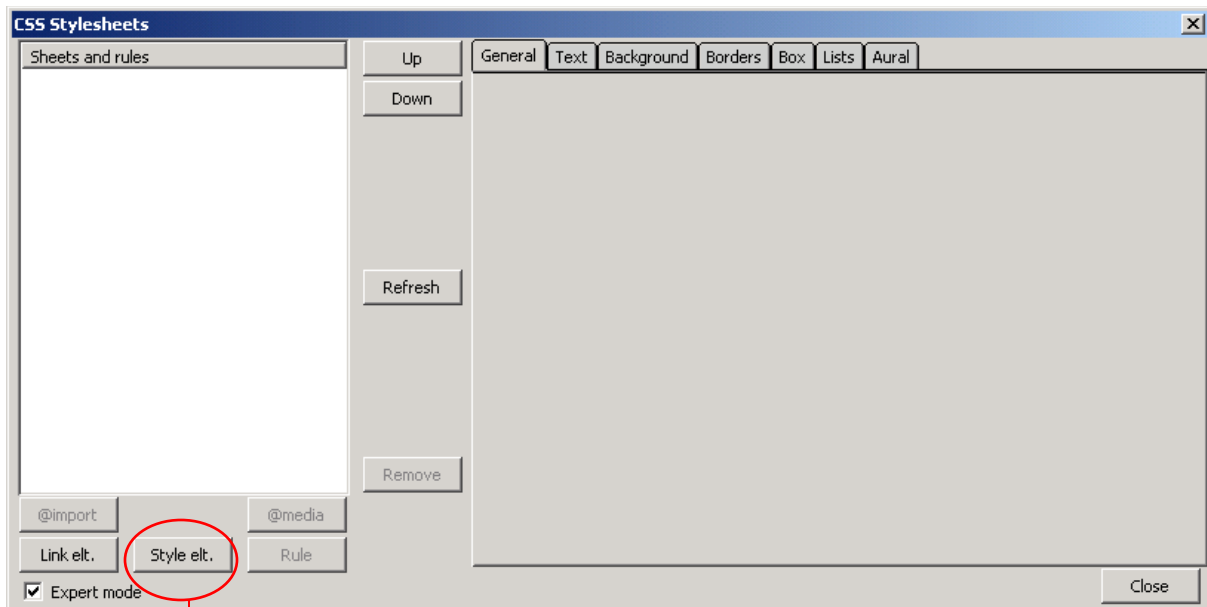 CSS Stylesheets
Sheets and rules
Up
Down
Refresh
Remove
General Text Background Borders Box Lists Aural
@import @media
Link elt. Style elt. Rule
Expert mode
Close